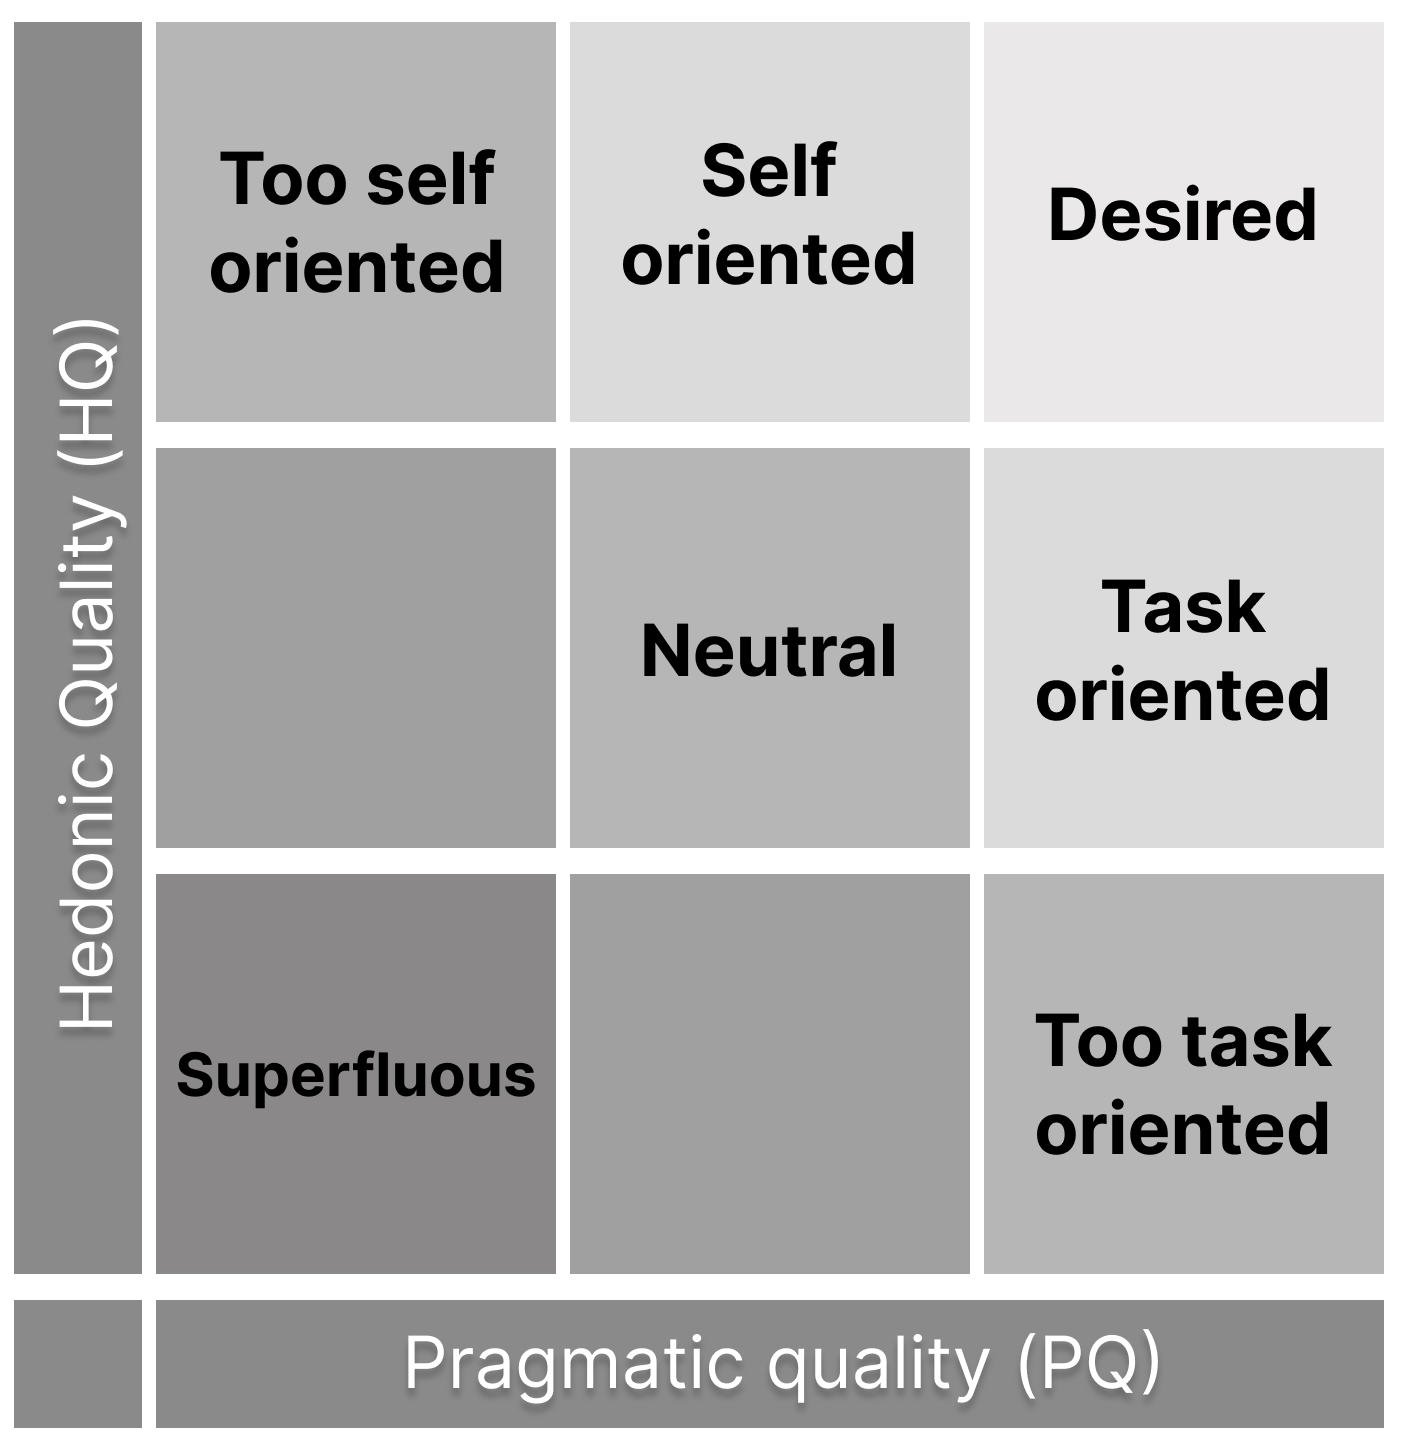 Hedonic Quality (HQ)
Too self
oriented
Self
oriented
Desired
Neutral
Task
oriented
Superfluous
Too task
oriented
Pragmatic quality (PQ)